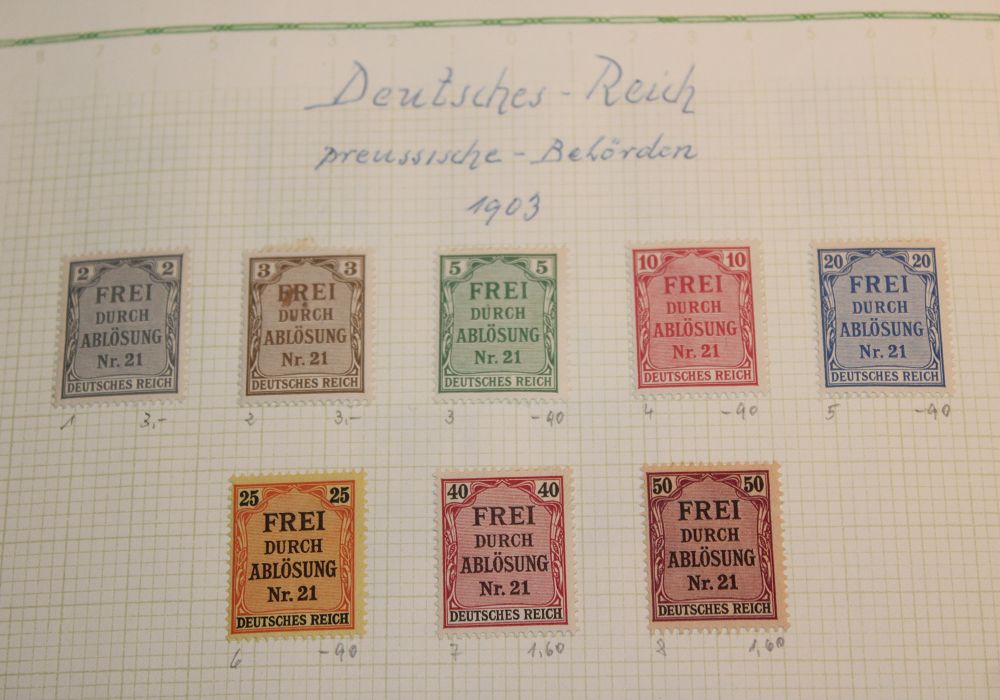 Deutsches - Reich
preussische - Behörden
1903
2 2
FREI
DURCH
ABLÖSUNG
Nr. 21
DEUTSCHES REICH
3 3
FREI
DURCH
ABLÖSUNG
Nr. 21
DEUTSCHES REICH
5 5
FREI
DURCH
ABLÖSUNG
Nr. 21
DEUTSCHES REICH
10 10
FREI
DURCH
ABLÖSUNG
Nr. 21
DEUTSCHES REICH
20 20
FREI
DURCH
ABLÖSUNG
Nr. 21
DEUTSCHES REICH
1 3,-
2 3,-
3 -90
4 -90
5 -90
25 25
FREI
DURCH
ABLÖSUNG
Nr. 21
DEUTSCHES REICH
40 40
FREI
DURCH
ABLÖSUNG
Nr. 21
DEUTSCHES REICH
50 50
FREI
DURCH
ABLÖSUNG
Nr. 21
DEUTSCHES REICH
6 -90
7 1,60
8 1,60